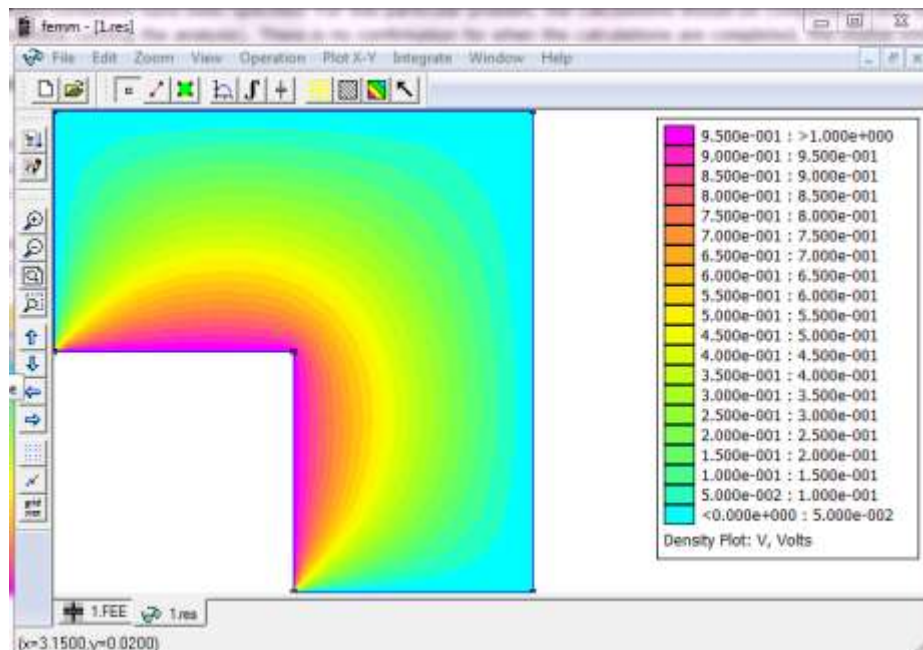 femm - [1.res]
File Edit Zoom View Operation Plot X-Y Integrate Window Help
9.500e-001 : >1.000e+000
9.000e-001 : 9.500e-001
8.500e-001 : 9.000e-001
8.000e-001 : 8.500e-001
7.500e-001 : 8.000e-001
7.000e-001 : 7.500e-001
6.500e-001 : 7.000e-001
6.000e-001 : 6.500e-001
5.500e-001 : 6.000e-001
5.000e-001 : 5.500e-001
4.500e-001 : 5.000e-001
4.000e-001 : 4.500e-001
3.500e-001 : 4.000e-001
3.000e-001 : 3.500e-001
2.500e-001 : 3.000e-001
2.000e-001 : 2.500e-001
1.500e-001 : 2.000e-001
1.000e-001 : 1.500e-001
5.000e-002 : 1.000e-001
<0.000e+000 : 5.000e-002
Density Plot: V, Volts
1.FEE 1.res
(x=3.1500,y=0.0200)